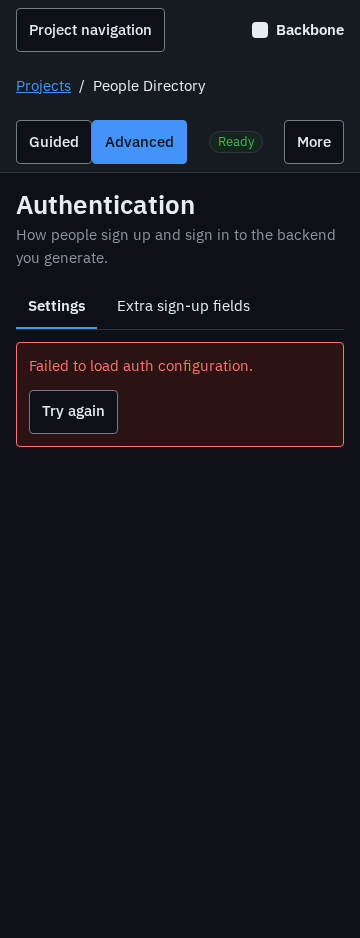 Project navigation
Backbone
Projects / People Directory
Guided
Advanced
Ready
More
Authentication
How people sign up and sign in to the backend
you generate.
Settings
Extra sign-up fields
Failed to load auth configuration.
Try again